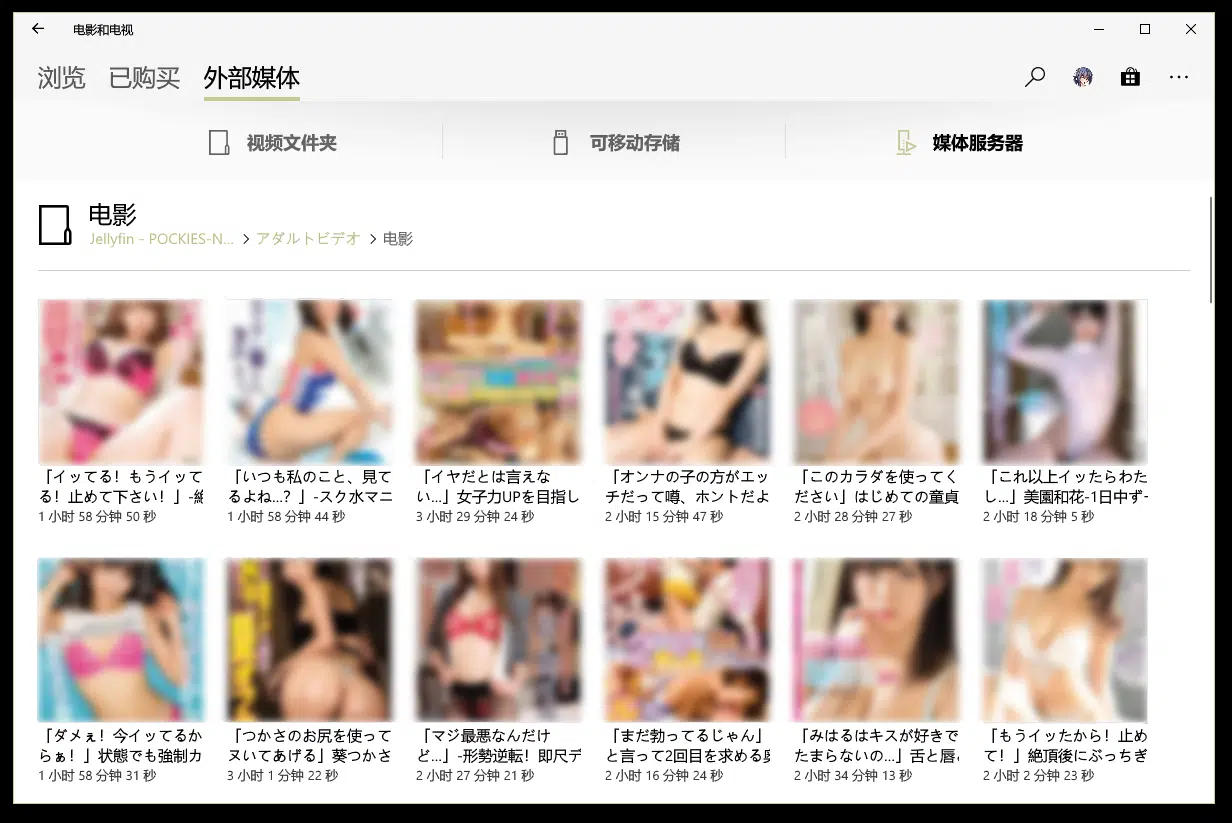 电影和电视
浏览 已购买 外部媒体
视频文件夹 可移动存储 媒体服务器
电影
Jellyfin - POCKIES-N... > アダルトビデオ > 电影
「イッてる！もうイッて
る！止めて下さい！」-
1 小时 58 分钟 50 秒
「いつも私のこと、見て
るよね…？」-スク水マニ
1 小时 58 分钟 44 秒
「イヤだとは言えな
い…」女子力UPを目指し
3 小时 29 分钟 24 秒
「オンナの子の方がエッ
チだって噂、ホントだよ
2 小时 15 分钟 47 秒
「このカラダを使ってく
ださい」はじめての童貞
2 小时 28 分钟 27 秒
「これ以上イッたらわた
し…」美園和花-1日中ず-
2 小时 18 分钟 5 秒
「ダメぇ！今イッてるか
らぁ！」状態でも強制カ
1 小时 58 分钟 31 秒
「つかさのお尻を使って
ヌいてあげる」葵つかさ
3 小时 1 分钟 22 秒
「マジ最悪なんだけ
ど…」-形勢逆転！即尺デ
2 小时 27 分钟 21 秒
「まだ勃ってるじゃん」
と言って2回目を求める
2 小时 16 分钟 24 秒
「みはるはキスが好きで
たまらないの…」舌と唇
2 小时 34 分钟 13 秒
「もうイッたから！止め
て！」絶頂後にぶっちぎ
2 小时 2 分钟 23 秒